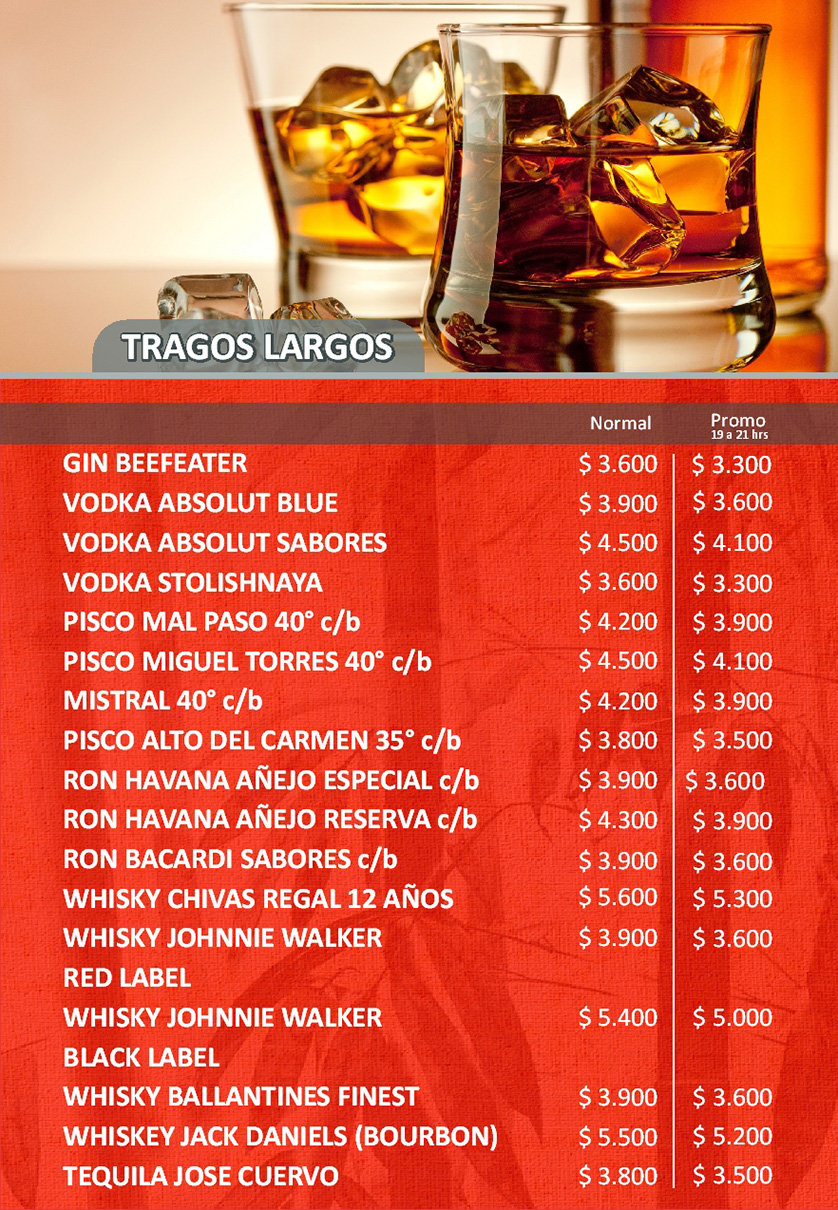 TRAGOS LARGOS
Normal Promo
19 a 21 hrs
GIN BEEFEATER $ 3.600 $ 3.300
VODKA ABSOLUT BLUE $ 3.900 $ 3.600
VODKA ABSOLUT SABORES $ 4.500 $ 4.100
VODKA STOLISHNAYA $ 3.600 $ 3.300
PISCO MAL PASO 40° c/b $ 4.200 $ 3.900
PISCO MIGUEL TORRES 40° c/b $ 4.500 $ 4.100
MISTRAL 40° c/b $ 4.200 $ 3.900
PISCO ALTO DEL CARMEN 35° c/b $ 3.800 $ 3.500
RON HAVANA AÑEJO ESPECIAL c/b $ 3.900 $ 3.600
RON HAVANA AÑEJO RESERVA c/b $ 4.300 $ 3.900
RON BACARDI SABORES c/b $ 3.900 $ 3.600
WHISKY CHIVAS REGAL 12 AÑOS $ 5.600 $ 5.300
WHISKY JOHNNIE WALKER $ 3.900 $ 3.600
RED LABEL
WHISKY JOHNNIE WALKER $ 5.400 $ 5.000
BLACK LABEL
WHISKY BALLANTINES FINEST $ 3.900 $ 3.600
WHISKEY JACK DANIELS (BOURBON) $ 5.500 $ 5.200
TEQUILA JOSE CUERVO $ 3.800 $ 3.500